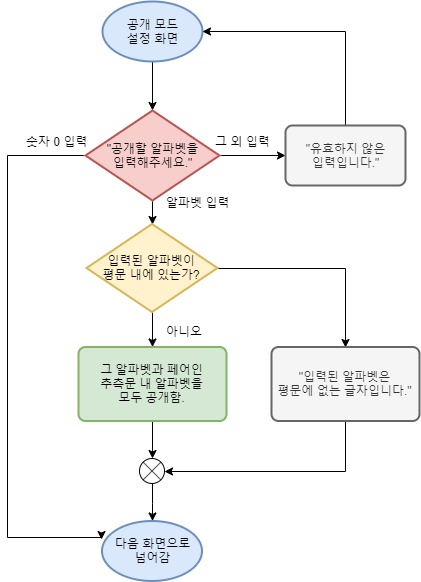 공개 모드
설정 화면
숫자 0 입력
"공개할 알파벳을
입력해주세요."
그 외 입력
"유효하지 않은
입력입니다."
알파벳 입력
입력된 알파벳이
평문 내에 있는가?
아니오
그 알파벳과 페어인
추측문 내 알파벳을
모두 공개함.
"입력된 알파벳은
평문에 없는 글자입니다."
다음 화면으로
넘어감